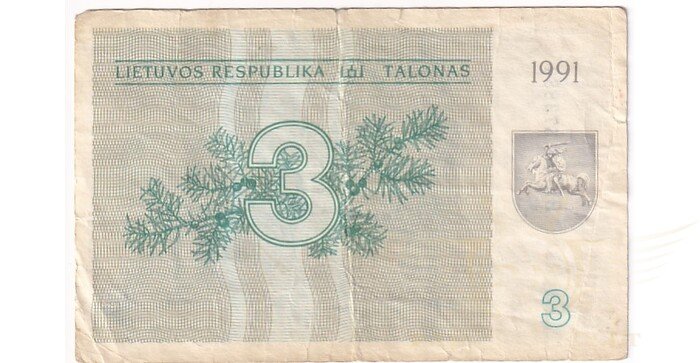 LIETUVOS RESPUBLIKA TALONAS
1991
3
3